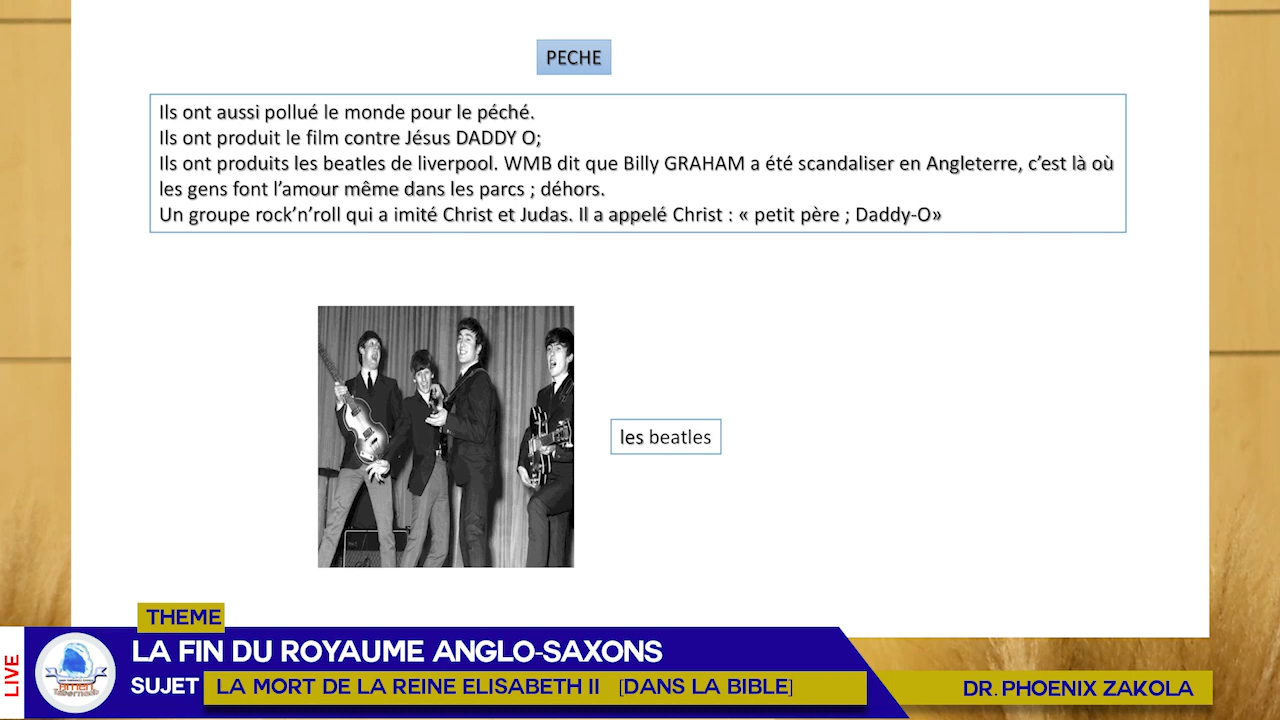 PECHE
Ils ont aussi pollué le monde pour le péché.
Ils ont produit le film contre Jésus DADDY O;
Ils ont produits les beatles de liverpool. WMB dit que Billy GRAHAM a été scandaliser en Angleterre, c'est là où
les gens font l'amour même dans les parcs ; déhors.
Un groupe rock'n'roll qui a imité Christ et Judas. Il a appelé Christ : « petit père ; Daddy-O»
les beatles
THEME
LA FIN DU ROYAUME ANGLO-SAXONS
LIVE
SUJET LA MORT DE LA REINE ELISABETH II [DANS LA BIBLE]
DR. PHOENIX ZAKOLA